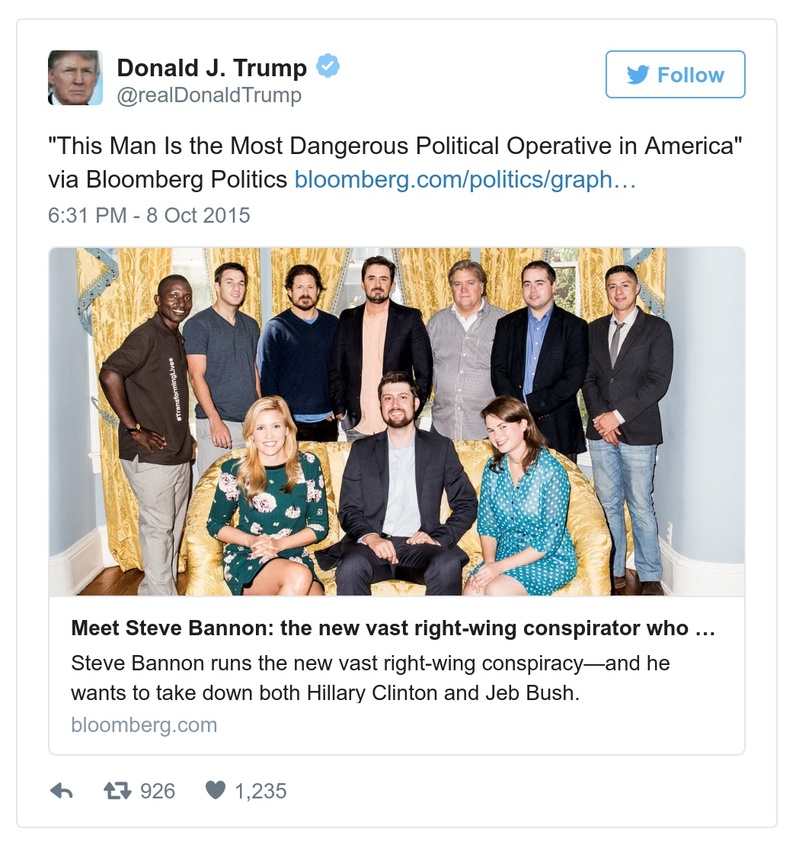 Donald J. Trump
@realDonaldTrump
Follow
"This Man Is the Most Dangerous Political Operative in America"
via Bloomberg Politics bloomberg.com/politics/graph…
6:31 PM - 8 Oct 2015
#TransformingLives
Meet Steve Bannon: the new vast right-wing conspirator who …
Steve Bannon runs the new vast right-wing conspiracy—and he
wants to take down both Hillary Clinton and Jeb Bush.
bloomberg.com
926
1,235